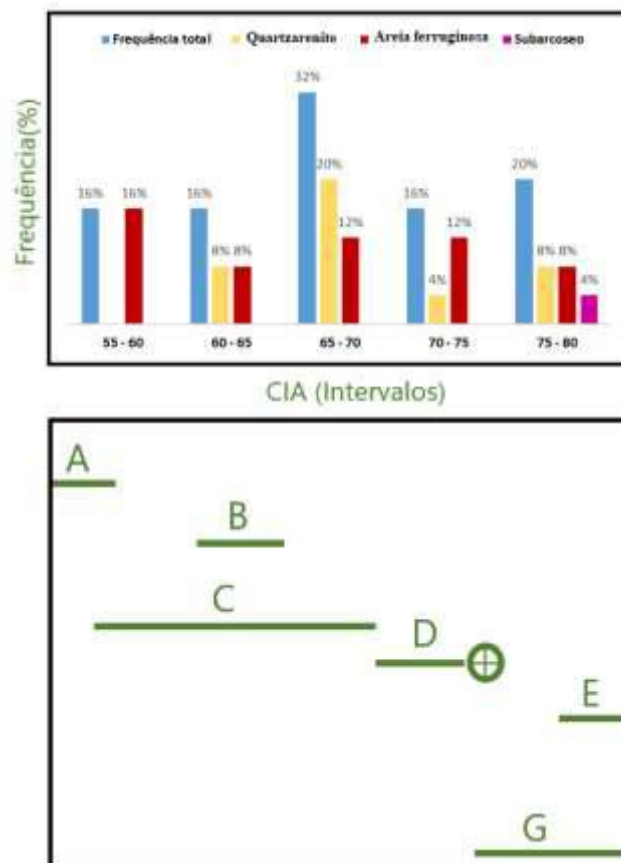 Frequência total Quartzarenito Areia ferruginosa Subarcoseo
Frequência(%)
32%
20% 20%
16% 16% 16% 16%
12% 12%
8% 8% 8% 8%
4% 4%
55 - 60 60 - 65 65 - 70 70 - 75 75 - 80
CIA (Intervalos)
A
B
C
D
E
G